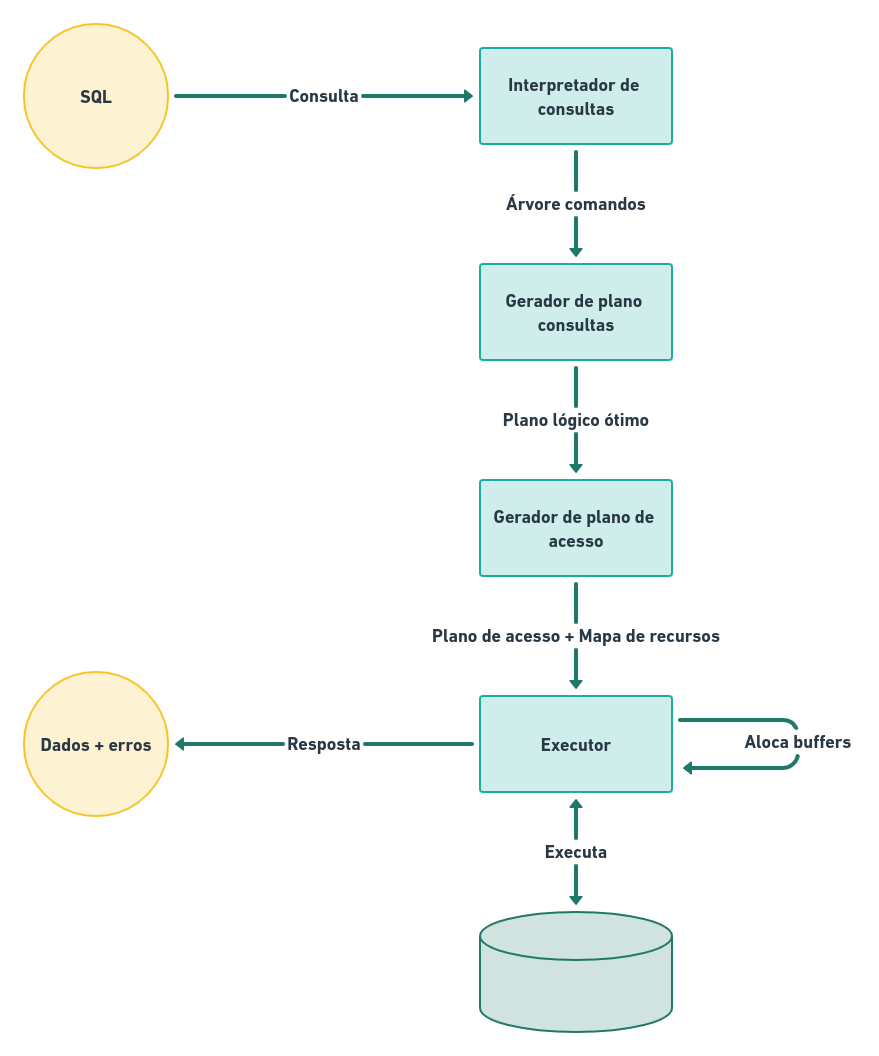 SQL
Consulta
Interpretador de
consultas
Árvore comandos
Gerador de plano
consultas
Plano lógico ótimo
Gerador de plano de
acesso
Plano de acesso + Mapa de recursos
Dados + erros
Resposta
Executor
Aloca buffers
Executa